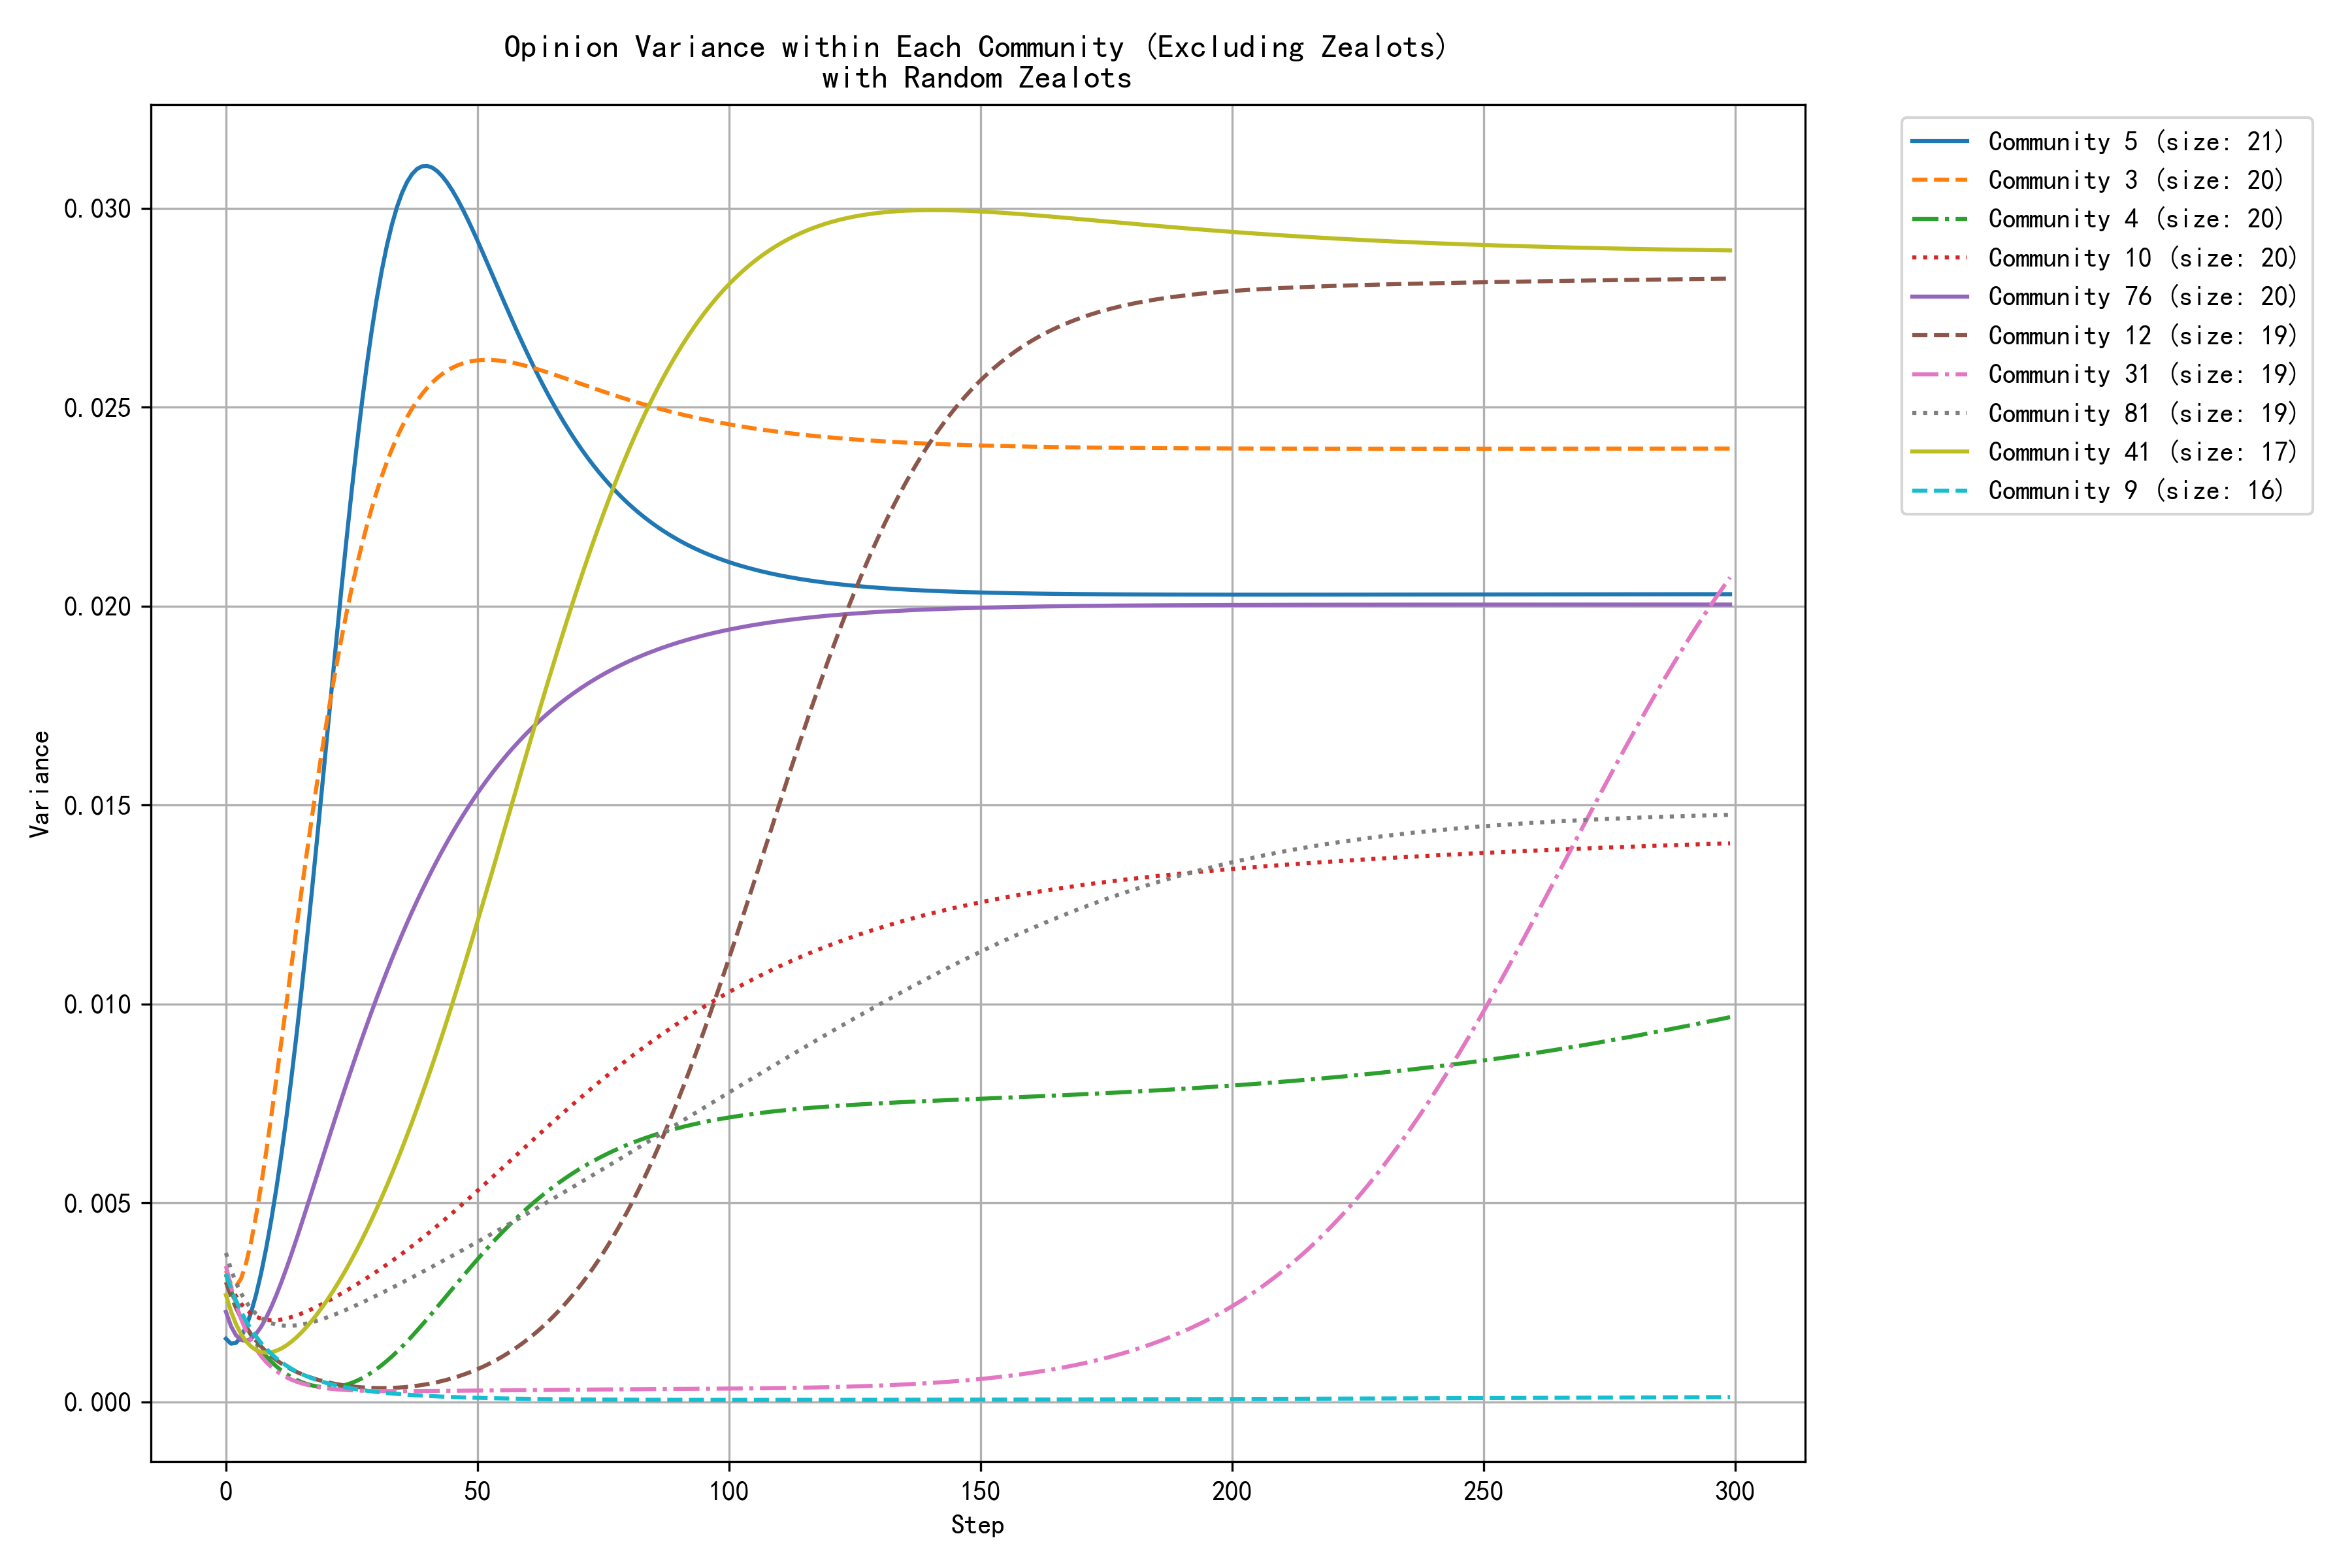 Opinion Variance within Each Community (Excluding Zealots)
with Random Zealots
Variance
0.030
0.025
0.020
0.015
0.010
0.005
0.000
0 50 100 150 200 250 300
Step
Community 5 (size: 21)
Community 3 (size: 20)
Community 4 (size: 20)
Community 10 (size: 20)
Community 76 (size: 20)
Community 12 (size: 19)
Community 31 (size: 19)
Community 81 (size: 19)
Community 41 (size: 17)
Community 9 (size: 16)